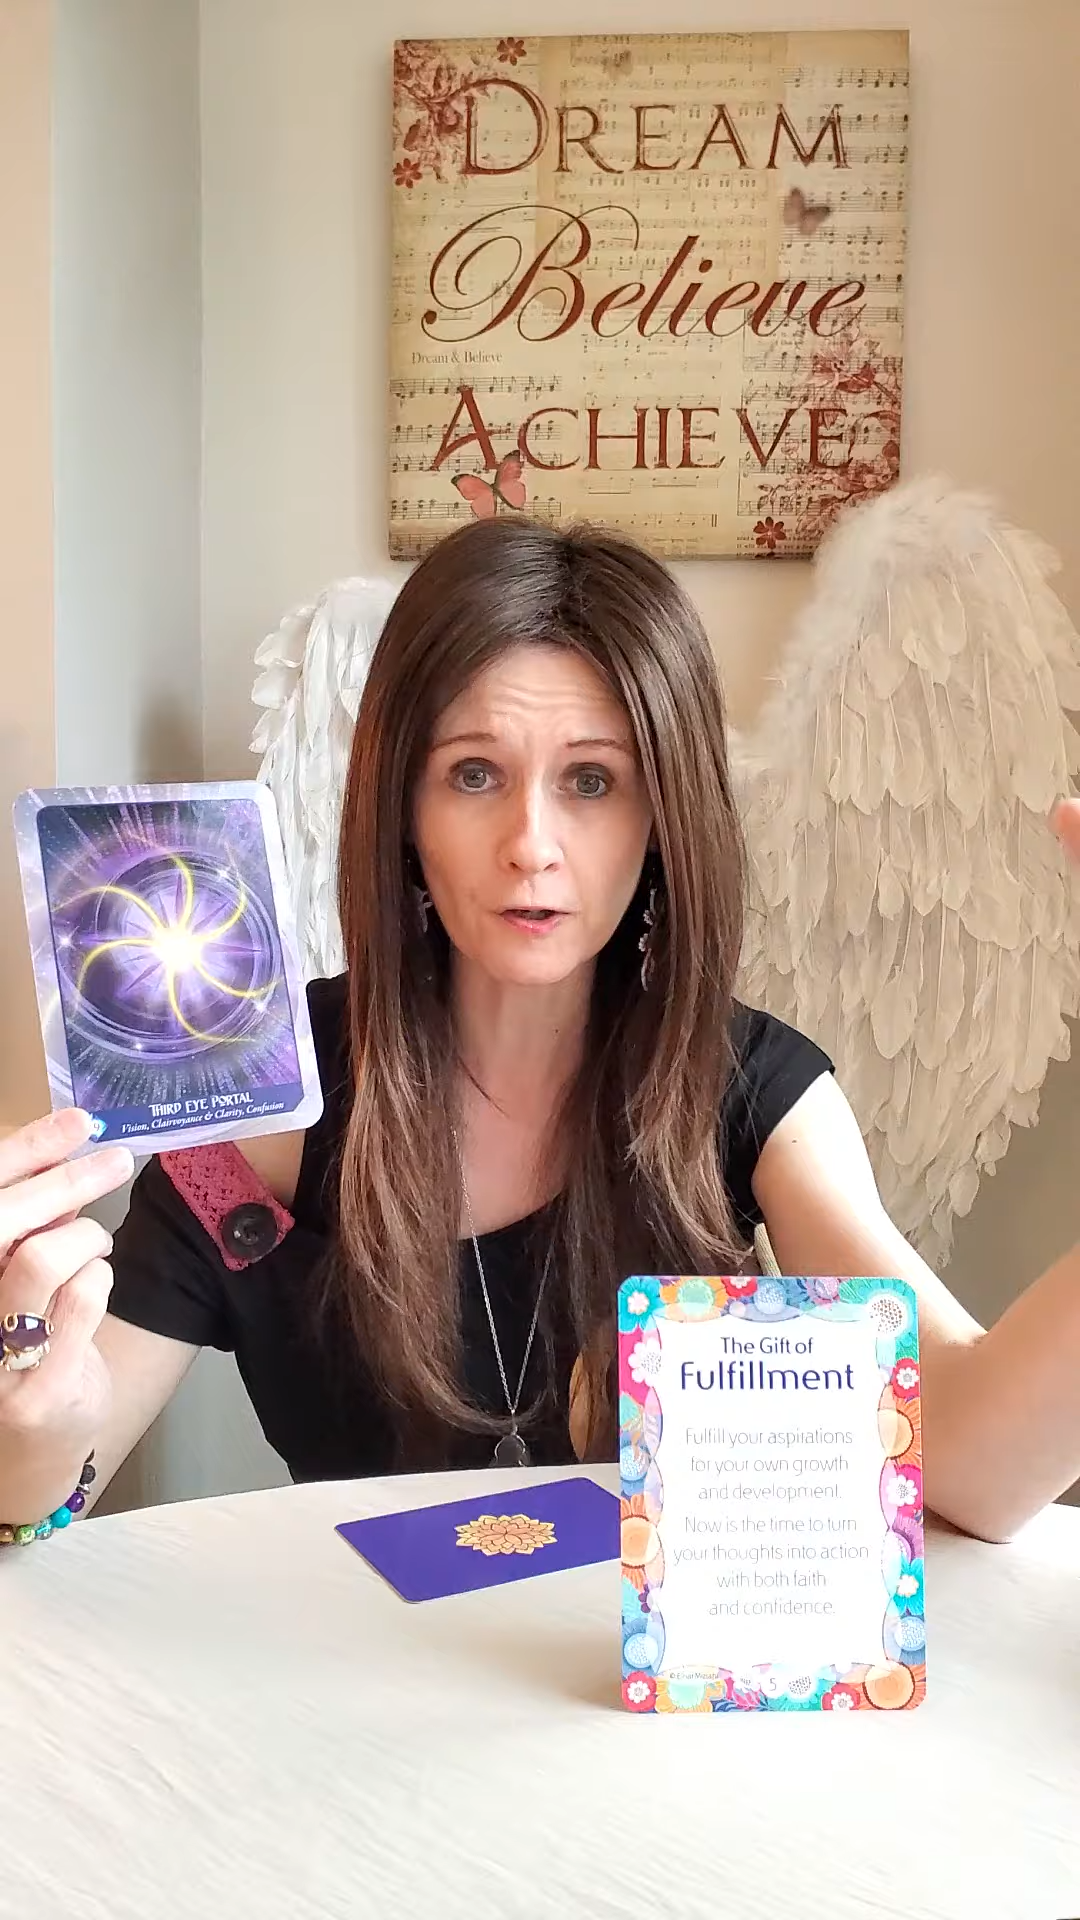 DREAM
Believe
Dream & Believe
ACHIEVE
THIRD EYE PORTAL
Vision, Clairvoyance & Clarity, Confusion
The Gift of
Fulfillment
Fulfill your aspirations
for your own growth
and development.
Now is the time to turn
your thoughts into action
with both faith
and confidence.
5